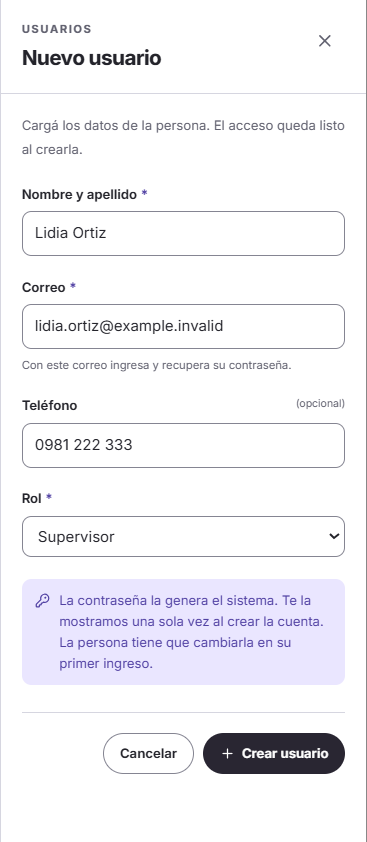 USUARIOS
Nuevo usuario
Cargá los datos de la persona. El acceso queda listo
al crearla.
Nombre y apellido *
Lidia Ortiz
Correo *
lidia.ortiz@example.invalid
Con este correo ingresa y recupera su contraseña.
Teléfono (opcional)
0981 222 333
Rol *
Supervisor
La contraseña la genera el sistema. Te la
mostramos una sola vez al crear la cuenta.
La persona tiene que cambiarla en su
primer ingreso.
Cancelar + Crear usuario